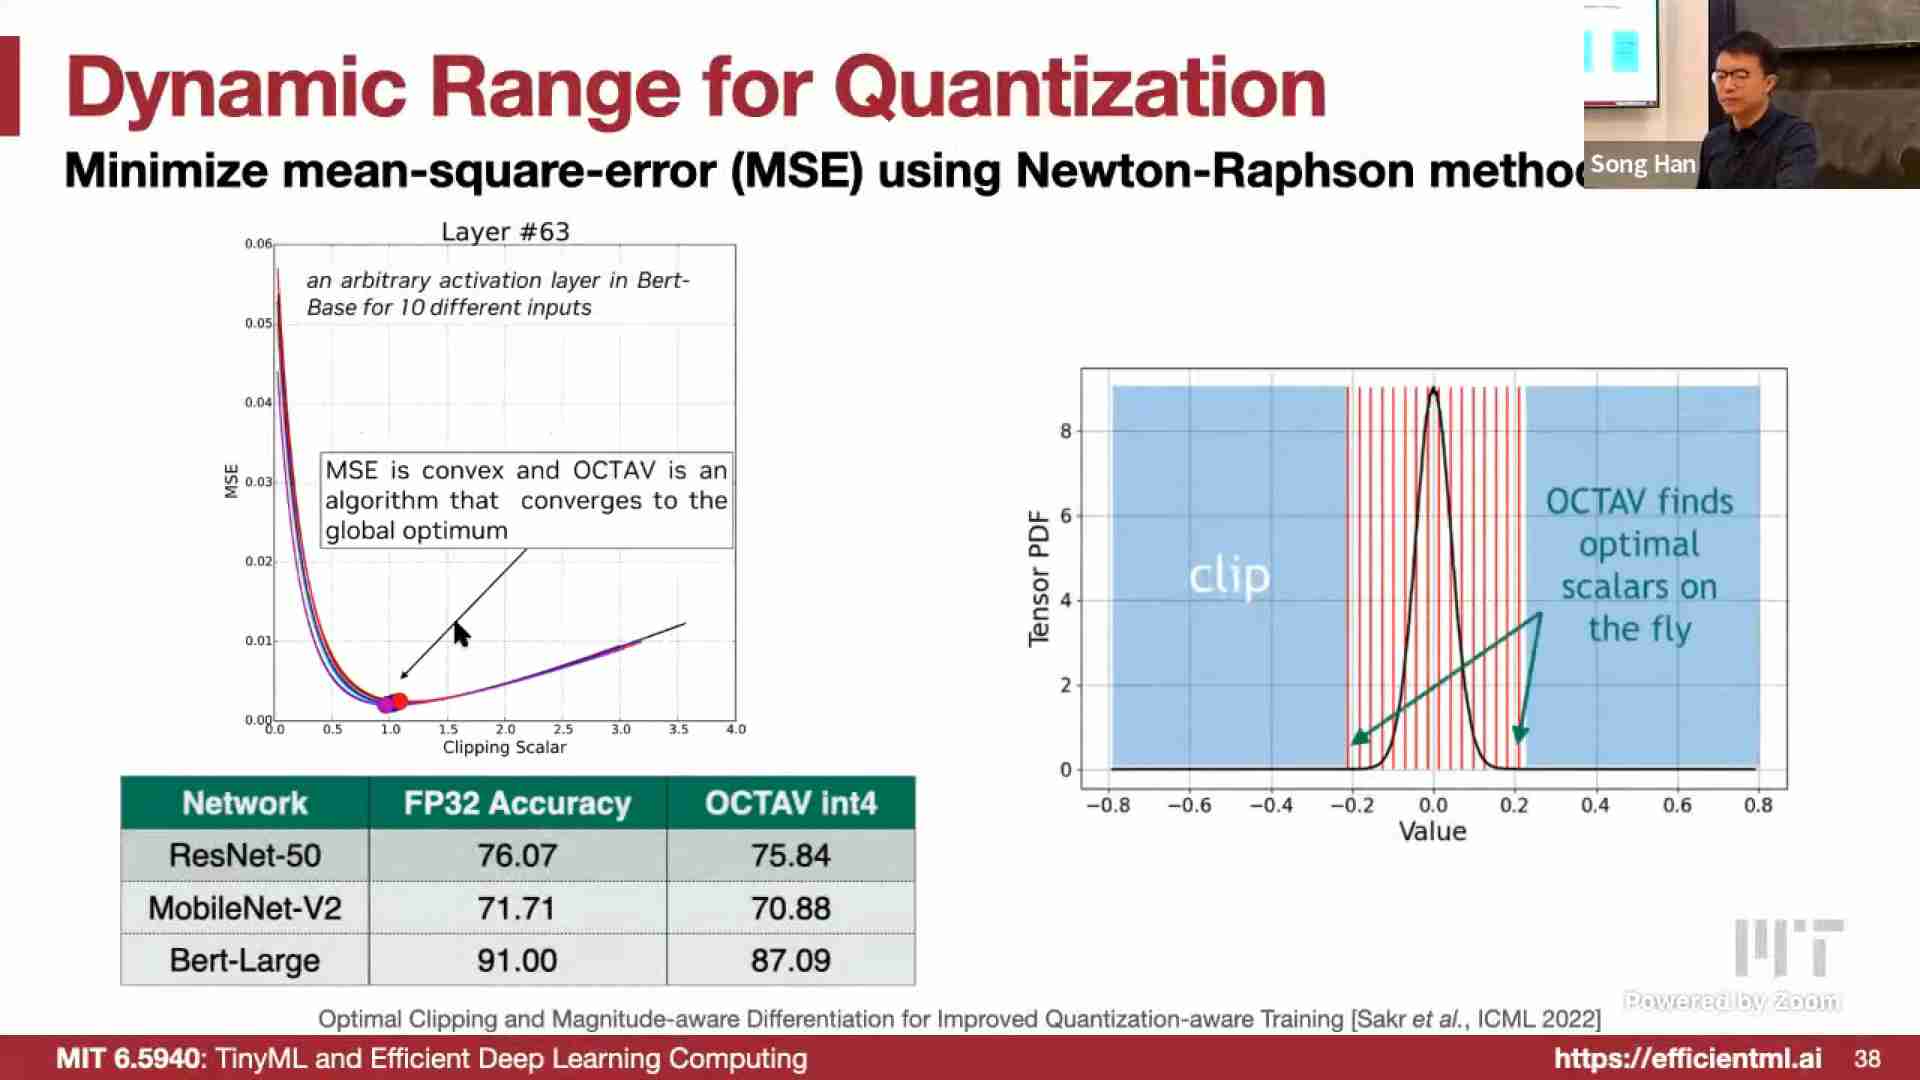 Dynamic Range for Quantization
Minimize mean-square-error (MSE) using Newton-Raphson metho
Song Han
Layer #63
0.06
0.05
0.04
0.03
0.02
0.01
0.00
MSE
an arbitrary activation layer in Bert-
Base for 10 different inputs
MSE is convex and OCTAV is an
algorithm that converges to the
global optimum
0.0 0.5 1.0 1.5 2.0 2.5 3.0 3.5 4.0
Clipping Scalar
8
6
4
2
0
Tensor PDF
clip
OCTAV finds
optimal
scalars on
the fly
−0.8 −0.6 −0.4 −0.2 0.0 0.2 0.4 0.6 0.8
Value
Network FP32 Accuracy OCTAV int4
ResNet-50 76.07 75.84
MobileNet-V2 71.71 70.88
Bert-Large 91.00 87.09
MIT
Powered by Zoom
Optimal Clipping and Magnitude-aware Differentiation for Improved Quantization-aware Training [Sakr et al., ICML 2022]
MIT 6.5940: TinyML and Efficient Deep Learning Computing
https://efficientml.ai 38